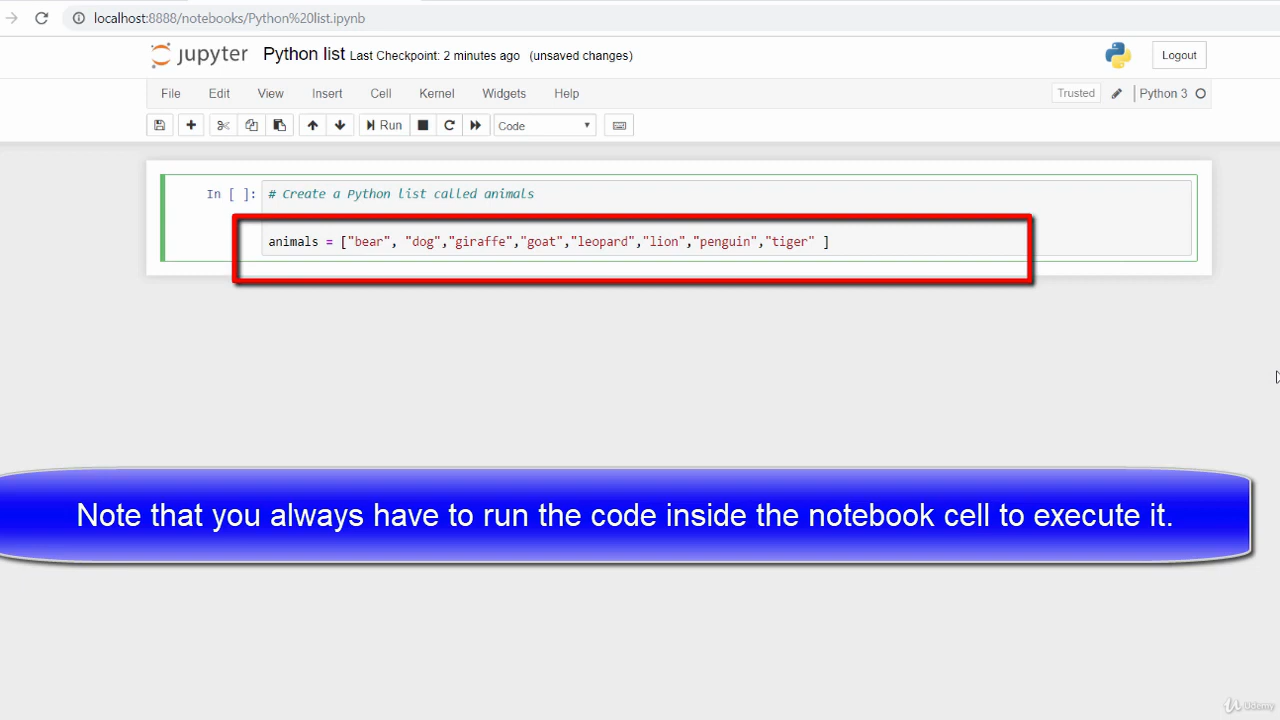 localhost:8888/notebooks/Python%20list.ipynb
jupyter Python list Last Checkpoint: 2 minutes ago (unsaved changes) Logout
File Edit View Insert Cell Kernel Widgets Help Trusted Python 3
Run Code
In [ ]: # Create a Python list called animals
animals = ["bear", "dog","giraffe","goat","leopard","lion","penguin","tiger" ]
Note that you always have to run the code inside the notebook cell to execute it.
Udemy